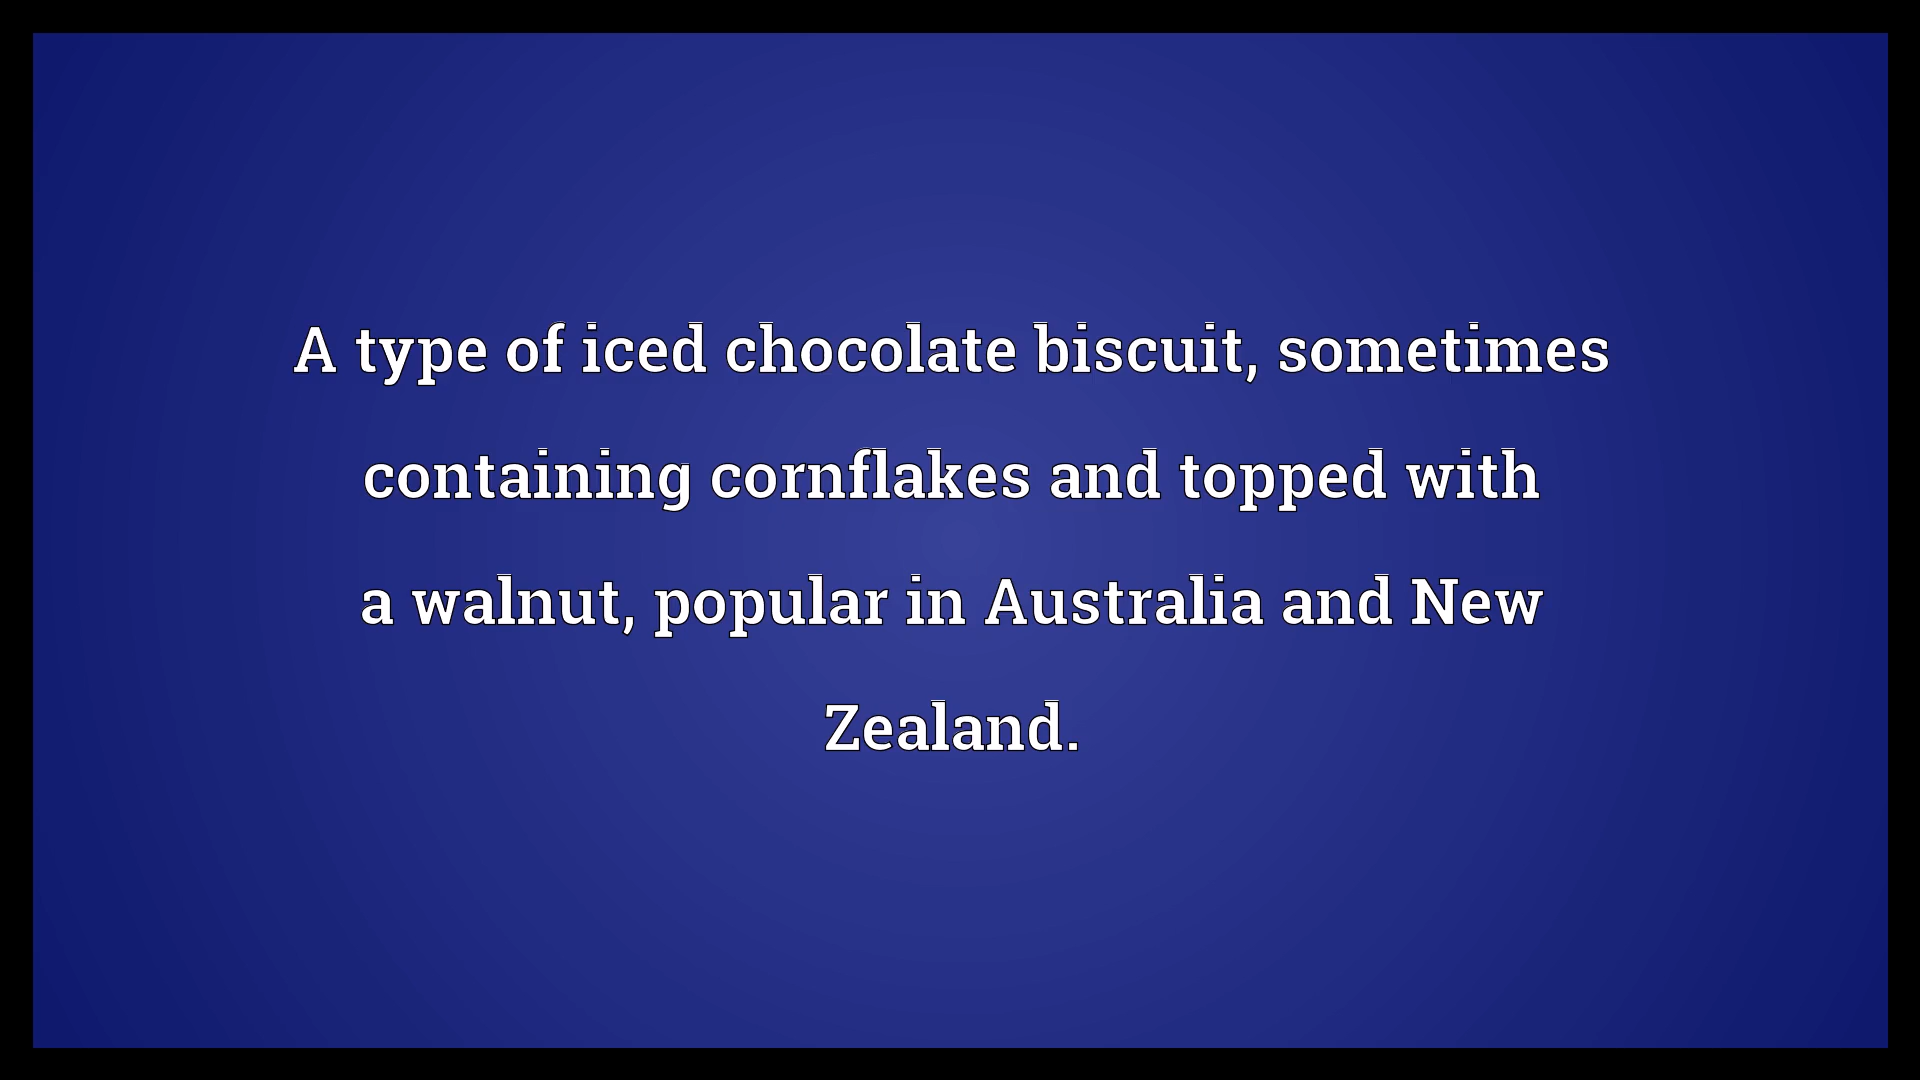 A type of iced chocolate biscuit, sometimes
containing cornflakes and topped with
a walnut, popular in Australia and New
Zealand.